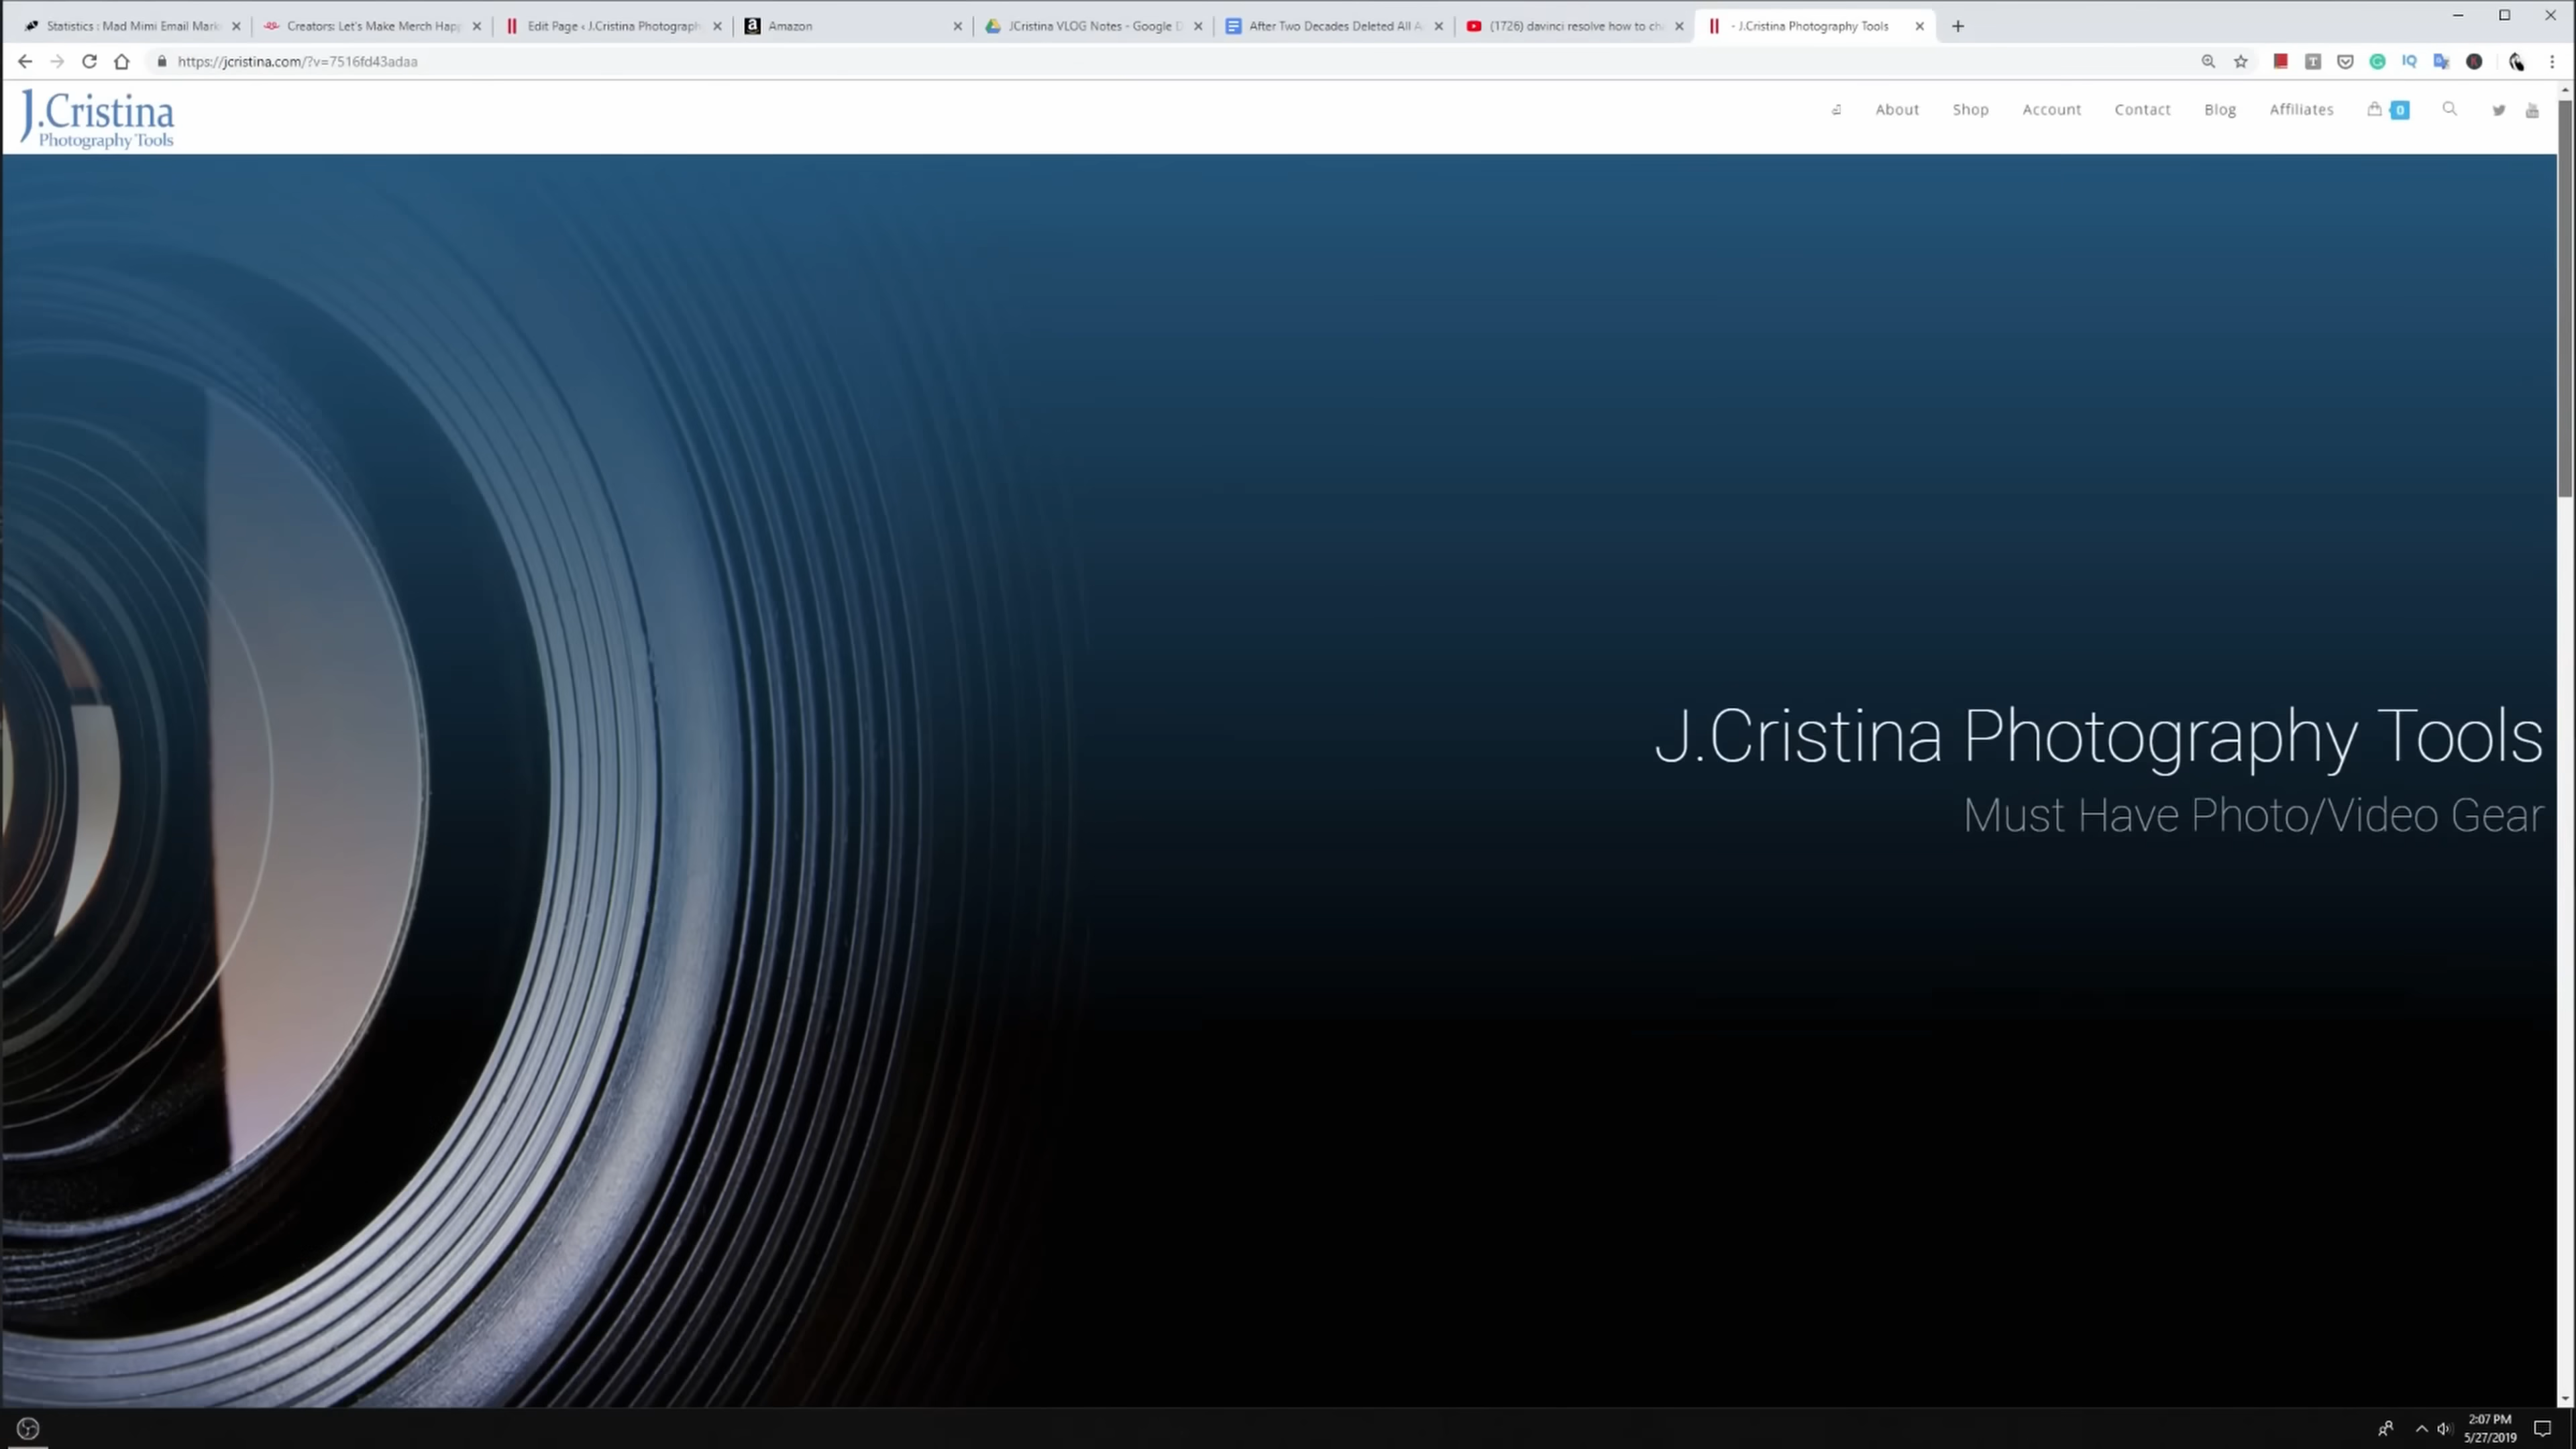 Statistics : Mad Mimi Email Mark
Creators: Let's Make Merch Happ
Edit Page ‹ J.Cristina Photograph
Amazon
JCristina VLOG Notes - Google D
After Two Decades Deleted All A
(1726) davinci resolve how to ch
- J.Cristina Photography Tools
https://jcristina.com/?v=7516fd43adaa
J.Cristina
Photography Tools
About
Shop
Account
Contact
Blog
Affiliates
0
J.Cristina Photography Tools
Must Have Photo/Video Gear
2:07 PM
5/27/2019